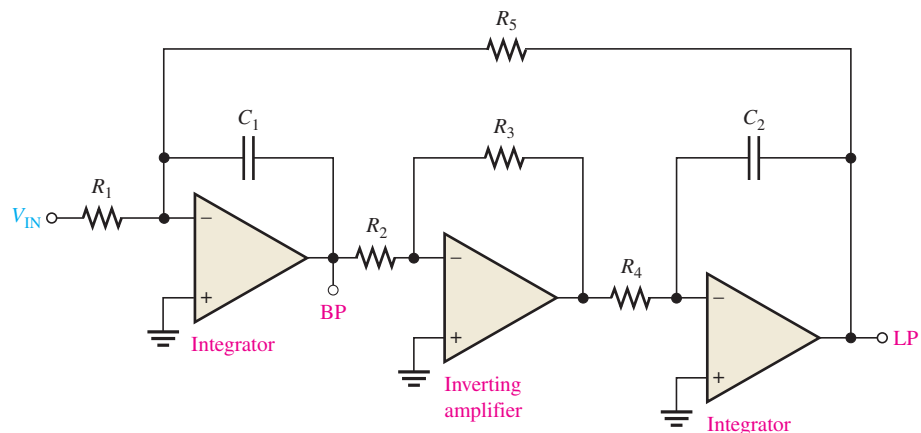 R5
C1
R3
C2
R1
VIN
−
R2
−
R4
−
+
BP
+
LP
Integrator
Inverting
amplifier
+
Integrator